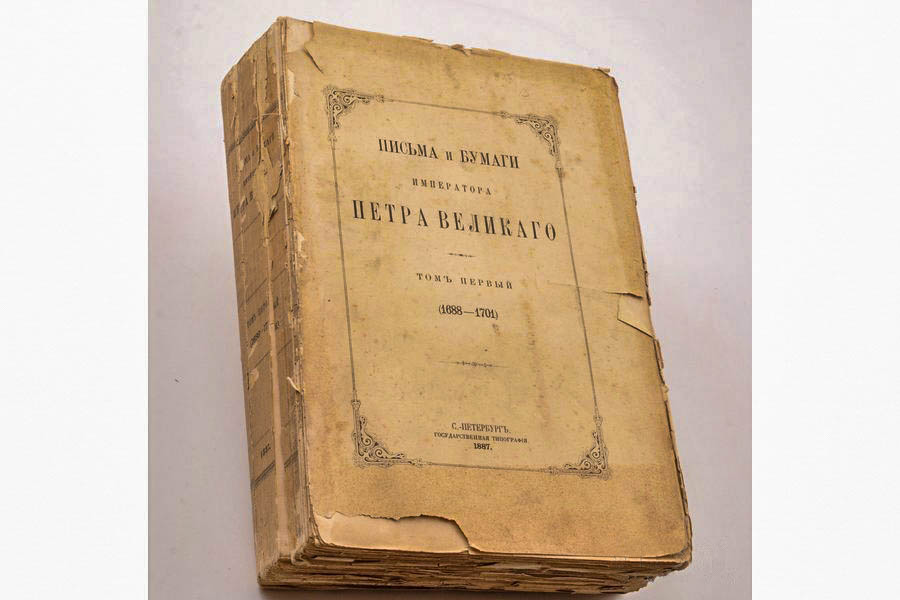 ПИСЬМА и БУМАГИ
ИМПЕРАТОРА
ПЕТРА ВЕЛИКАГО
ТОМЪ ПЕРВЫЙ
(1688—1701)
С.-ПЕТЕРБУРГЪ.
ГОСУДАРСТВЕННАЯ ТИПОГРАФІЯ
1887.